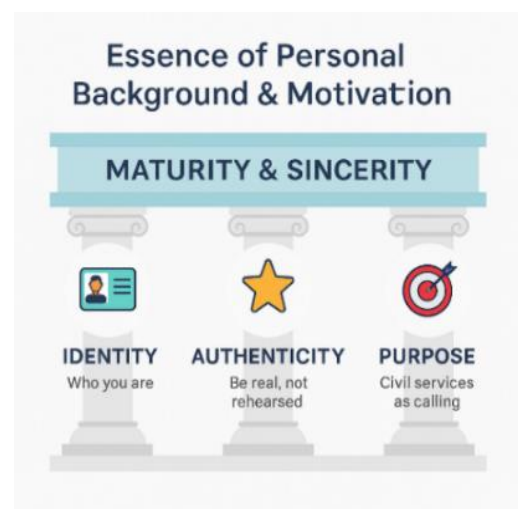 Essence of Personal
Background & Motivation
MATURITY & SINCERITY
IDENTITY
Who you are
AUTHENTICITY
Be real, not
rehearsed
PURPOSE
Civil services
as calling